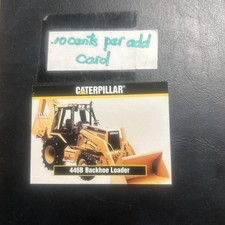 .10 cents per add
card
CATERPILLAR®
446B Backhoe Loader